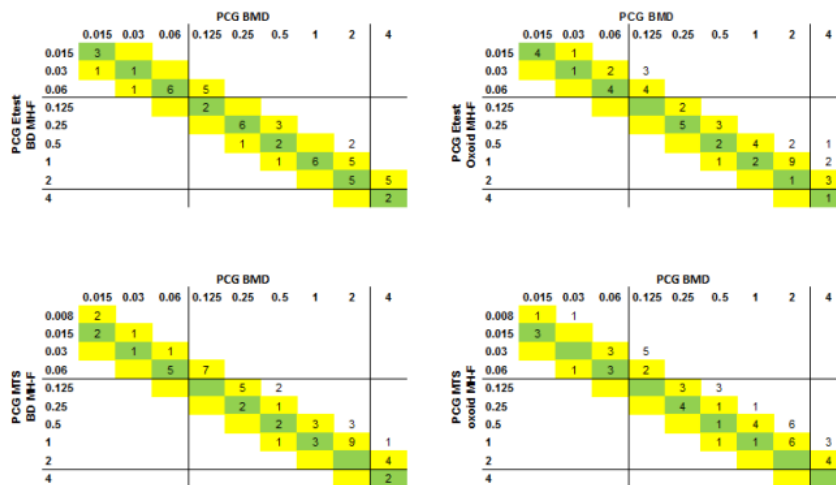 PCG BMD
0.015 0.03 0.06 0.125 0.25 0.5 1 2 4
PCG Etest
BD MH-F
0.015 3
0.03 1 1
0.06 1 6 5
0.125 2
0.25 6 3
0.5 1 2 2
1 1 6 5
2 5 5
4 2
PCG BMD
0.015 0.03 0.06 0.125 0.25 0.5 1 2 4
PCG Etest
Oxoid MH-F
0.015 4 1
0.03 1 2 3
0.06 4 4
0.125 2
0.25 5 3
0.5 2 4 2 1
1 1 2 9 2
2 1 3
4 1
PCG BMD
0.015 0.03 0.06 0.125 0.25 0.5 1 2 4
PCG MTS
BD MH-F
0.008 2
0.015 2 1
0.03 1 1
0.06 5 7
0.125 5 2
0.25 2 1
0.5 2 3 3
1 1 3 9 1
2 4
4 2
PCG BMD
0.015 0.03 0.06 0.125 0.25 0.5 1 2 4
PCG MTS
oxoid MH-F
0.008 1 1
0.015 3
0.03 3 5
0.06 1 3 2
0.125 3 3
0.25 4 1 1
0.5 1 4 6
1 1 1 6 3
2 4
4